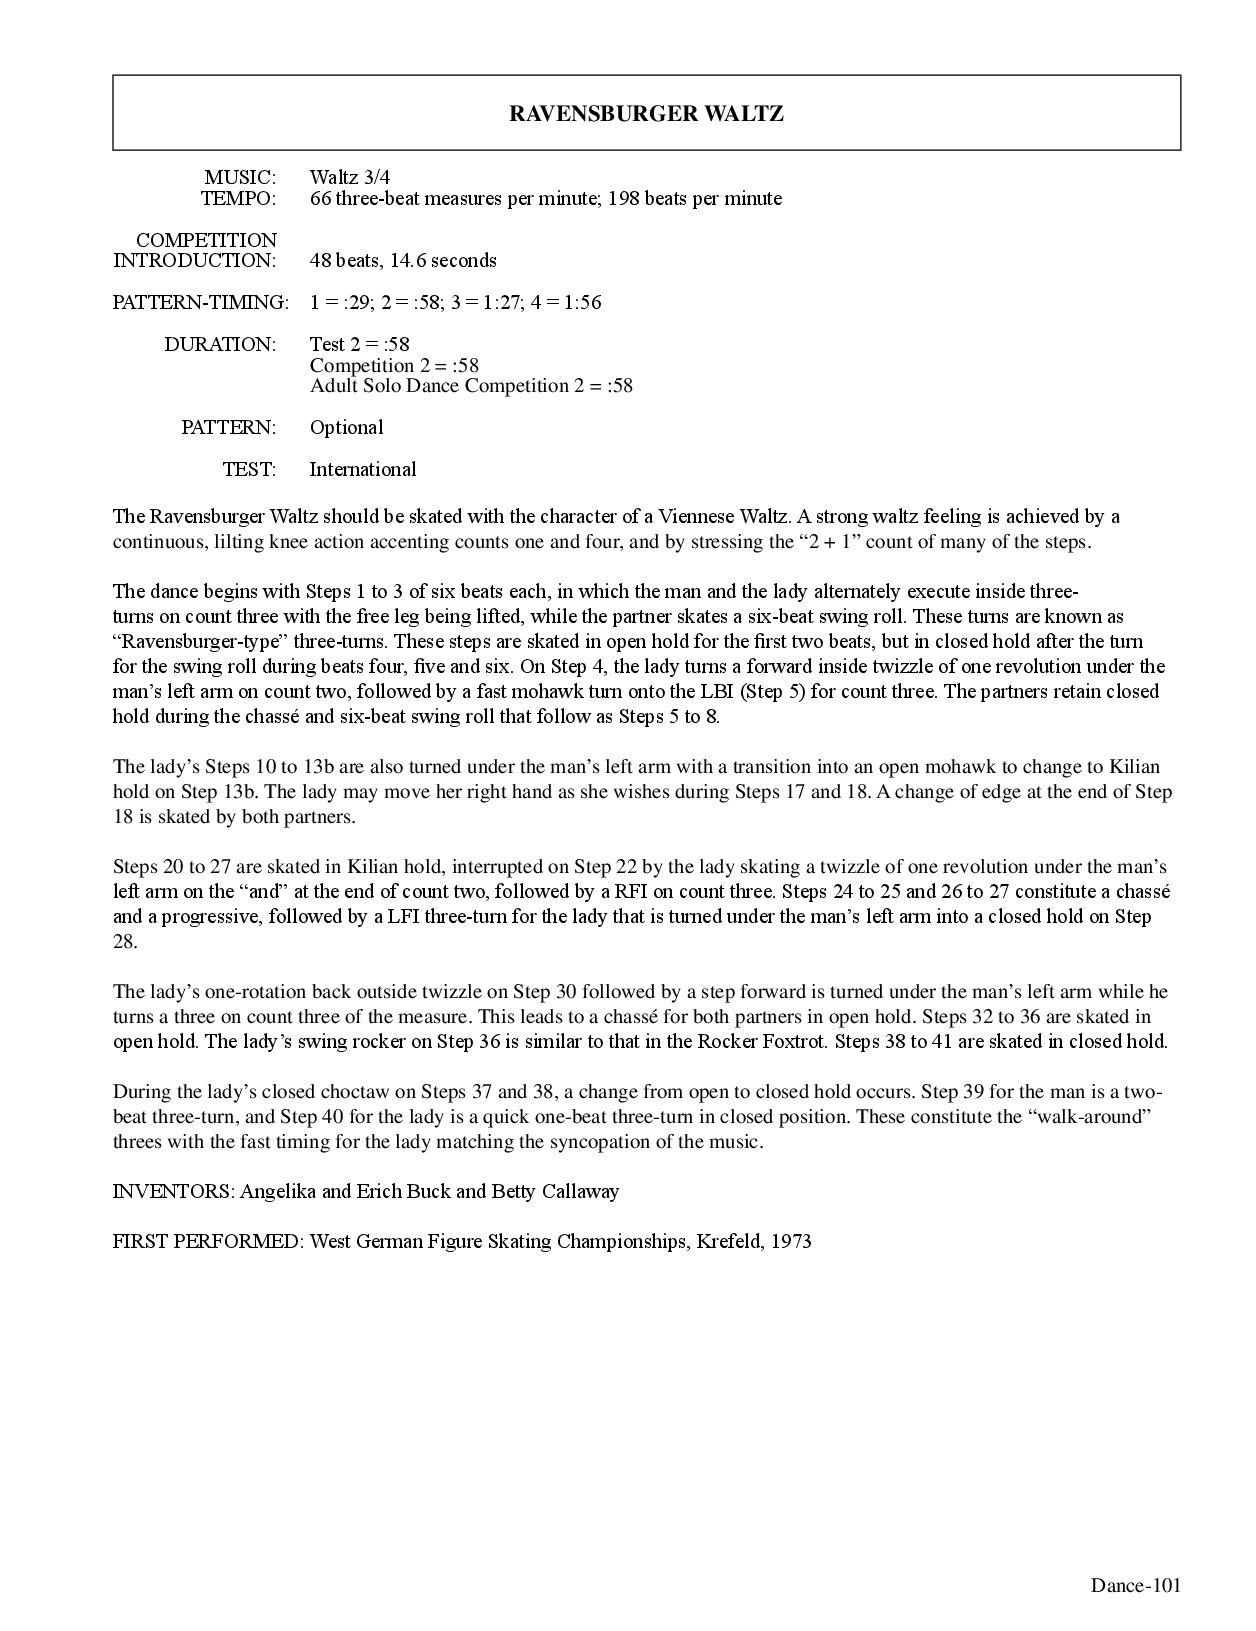 RAVENSBURGER WALTZ
MUSIC: Waltz 3/4
TEMPO: 66 three-beat measures per minute; 198 beats per minute
COMPETITION
INTRODUCTION: 48 beats, 14.6 seconds
PATTERN-TIMING: 1 = :29; 2 = :58; 3 = 1:27; 4 = 1:56
DURATION: Test 2 = :58
Competition 2 = :58
Adult Solo Dance Competition 2 = :58
PATTERN: Optional
TEST: International
The Ravensburger Waltz should be skated with the character of a Viennese Waltz. A strong waltz feeling is achieved by a
continuous, lilting knee action accenting counts one and four, and by stressing the “2 + 1” count of many of the steps.
The dance begins with Steps 1 to 3 of six beats each, in which the man and the lady alternately execute inside three-
turns on count three with the free leg being lifted, while the partner skates a six-beat swing roll. These turns are known as
“Ravensburger-type” three-turns. These steps are skated in open hold for the first two beats, but in closed hold after the turn
for the swing roll during beats four, five and six. On Step 4, the lady turns a forward inside twizzle of one revolution under the
man’s left arm on count two, followed by a fast mohawk turn onto the LBI (Step 5) for count three. The partners retain closed
hold during the chassé and six-beat swing roll that follow as Steps 5 to 8.
The lady’s Steps 10 to 13b are also turned under the man’s left arm with a transition into an open mohawk to change to Kilian
hold on Step 13b. The lady may move her right hand as she wishes during Steps 17 and 18. A change of edge at the end of Step
18 is skated by both partners.
Steps 20 to 27 are skated in Kilian hold, interrupted on Step 22 by the lady skating a twizzle of one revolution under the man’s
left arm on the “and” at the end of count two, followed by a RFI on count three. Steps 24 to 25 and 26 to 27 constitute a chassé
and a progressive, followed by a LFI three-turn for the lady that is turned under the man’s left arm into a closed hold on Step
28.
The lady’s one-rotation back outside twizzle on Step 30 followed by a step forward is turned under the man’s left arm while he
turns a three on count three of the measure. This leads to a chassé for both partners in open hold. Steps 32 to 36 are skated in
open hold. The lady’s swing rocker on Step 36 is similar to that in the Rocker Foxtrot. Steps 38 to 41 are skated in closed hold.
During the lady’s closed choctaw on Steps 37 and 38, a change from open to closed hold occurs. Step 39 for the man is a two-
beat three-turn, and Step 40 for the lady is a quick one-beat three-turn in closed position. These constitute the “walk-around”
threes with the fast timing for the lady matching the syncopation of the music.
INVENTORS: Angelika and Erich Buck and Betty Callaway
FIRST PERFORMED: West German Figure Skating Championships, Krefeld, 1973
Dance-101